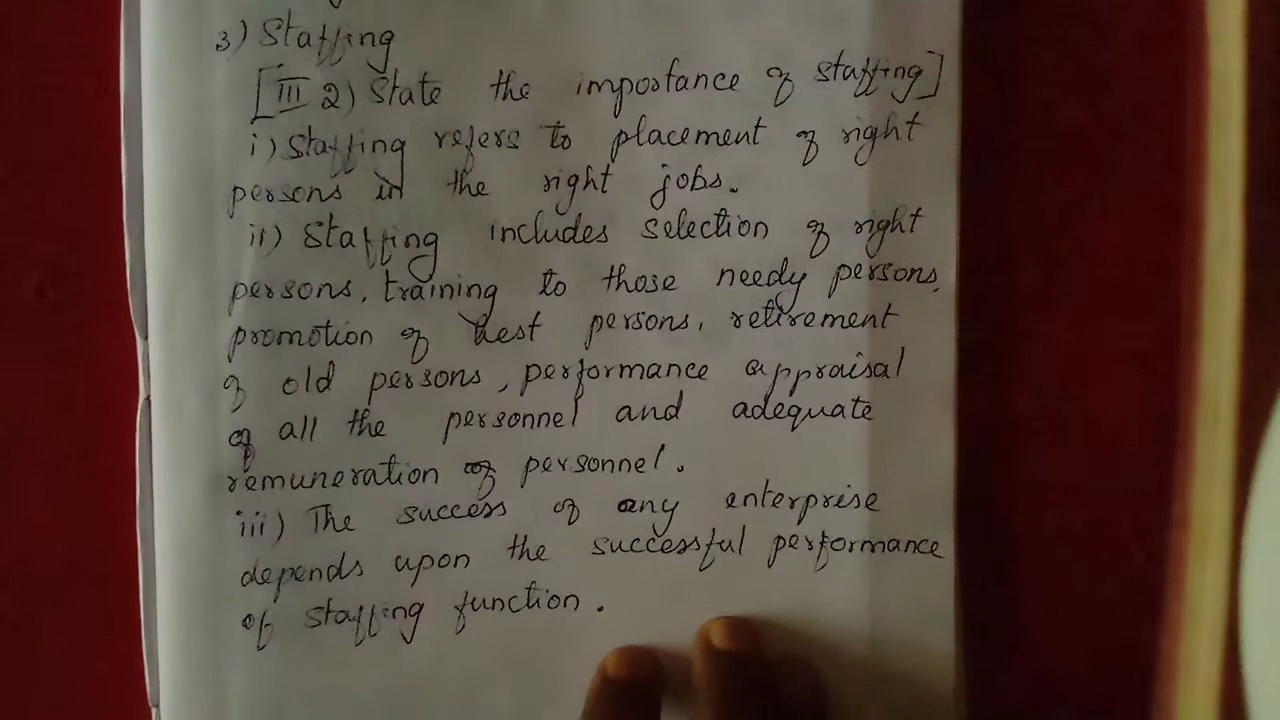 3) Staffing
[III 2) State the importance of staffing]
i) Staffing refers to placement of right
persons in the right jobs.
ii) Staffing includes selection of right
persons, training to those needy persons,
promotion of best persons, retirement
of old persons, performance appraisal
of all the personnel and adequate
remuneration of personnel.
iii) The success of any enterprise
depends upon the successful performance
of staffing function.